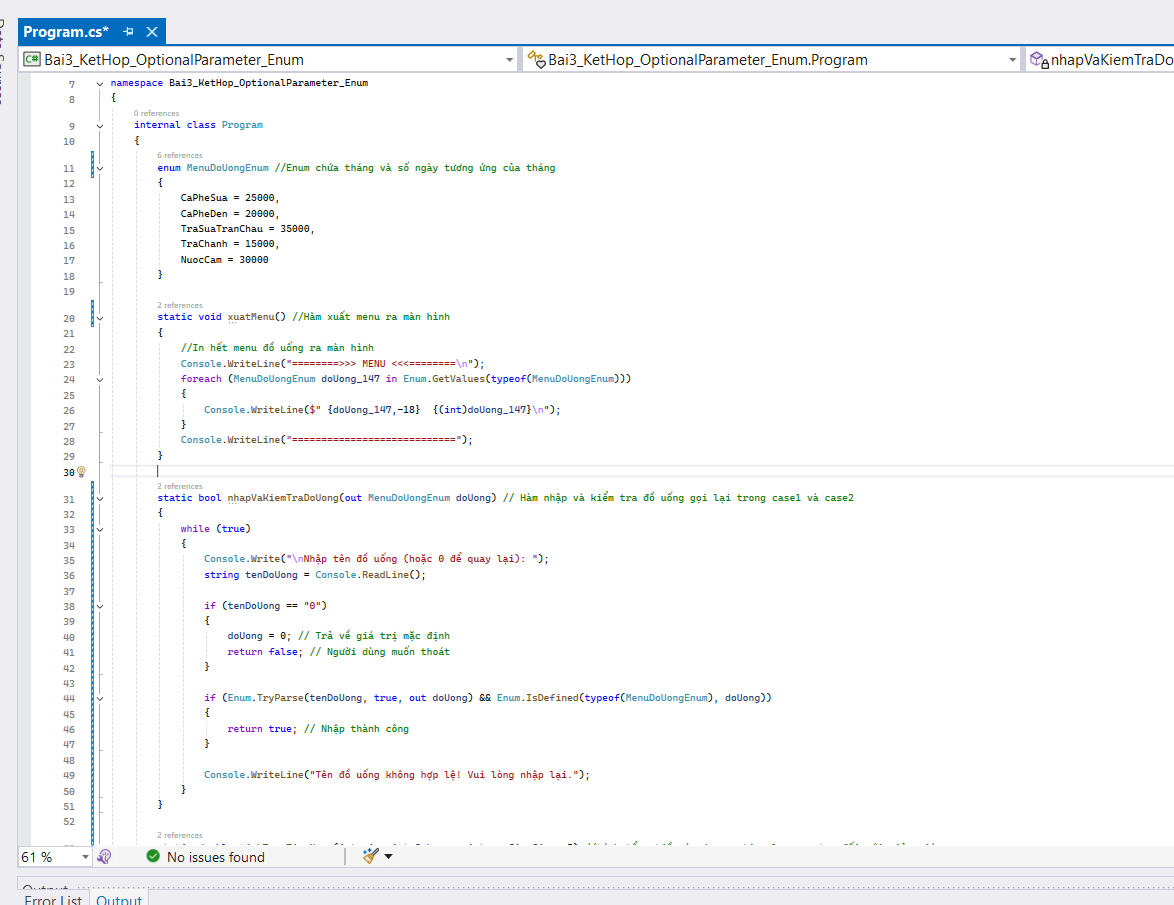 Program.cs*
Bai3_KetHop_OptionalParameter_Enum Bai3_KetHop_OptionalParameter_Enum.Program nhapVaKiemTraDo
7 namespace Bai3_KetHop_OptionalParameter_Enum
8 {
0 references
9 internal class Program
10 {
6 references
11 enum MenuDoUongEnum //Enum chứa tháng và số ngày tương ứng của tháng
12 {
13 CaPheSua = 25000,
14 CaPheDen = 20000,
15 TraSuaTranChau = 35000,
16 TraChanh = 15000,
17 NuocCam = 30000
18 }
19
2 references
20 static void xuatMenu() //Hàm xuất menu ra màn hình
21 {
22 //In hết menu đồ uống ra màn hình
23 Console.WriteLine("========>>> MENU <<<========\n");
24 foreach (MenuDoUongEnum doUong_147 in Enum.GetValues(typeof(MenuDoUongEnum)))
25 {
26 Console.WriteLine($" {doUong_147,-18}  {(int)doUong_147}\n");
27 }
28 Console.WriteLine("============================");
29 }
30
2 references
31 static bool nhapVaKiemTraDoUong(out MenuDoUongEnum doUong) // Hàm nhập và kiểm tra đồ uống gọi lại trong case1 và case2
32 {
33 while (true)
34 {
35 Console.Write("\nNhập tên đồ uống (hoặc 0 để quay lại): ");
36 string tenDoUong = Console.ReadLine();
37
38 if (tenDoUong == "0")
39 {
40 doUong = 0; // Trả về giá trị mặc định
41 return false; // Người dùng muốn thoát
42 }
43
44 if (Enum.TryParse(tenDoUong, true, out doUong) && Enum.IsDefined(typeof(MenuDoUongEnum), doUong))
45 {
46 return true; // Nhập thành công
47 }
48
49 Console.WriteLine("Tên đồ uống không hợp lệ! Vui lòng nhập lại.");
50 }
51 }
52
2 references
61 % No issues found
Output
Error List Output